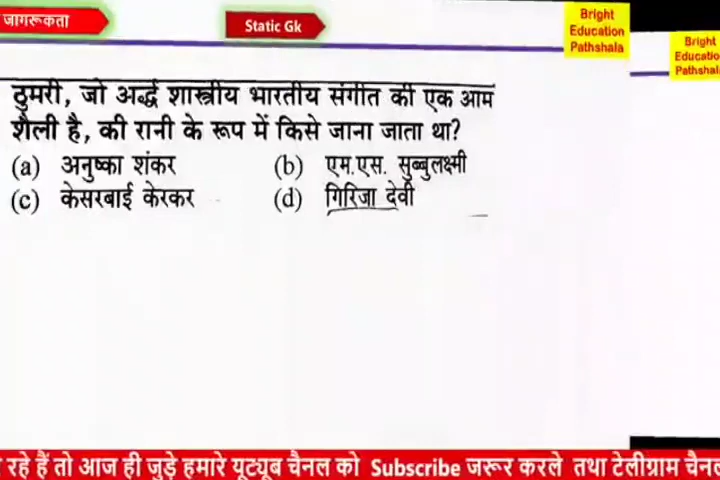 जागरूकता
Static Gk
Bright
Education
Pathshala
Bright
Educatio
Pathshal
ठुमरी, जो अर्द्ध शास्त्रीय भारतीय संगीत की एक आम
शैली है, की रानी के रूप में किसे जाना जाता था?
(a) अनुष्का शंकर (b) एम.एस. सुब्बुलक्ष्मी
(c) केसरबाई केरकर (d) गिरिजा देवी
रहे हैं तो आज ही जुड़े हमारे यूट्यूब चैनल को Subscribe जरूर करले तथा टेलीग्राम चैनल